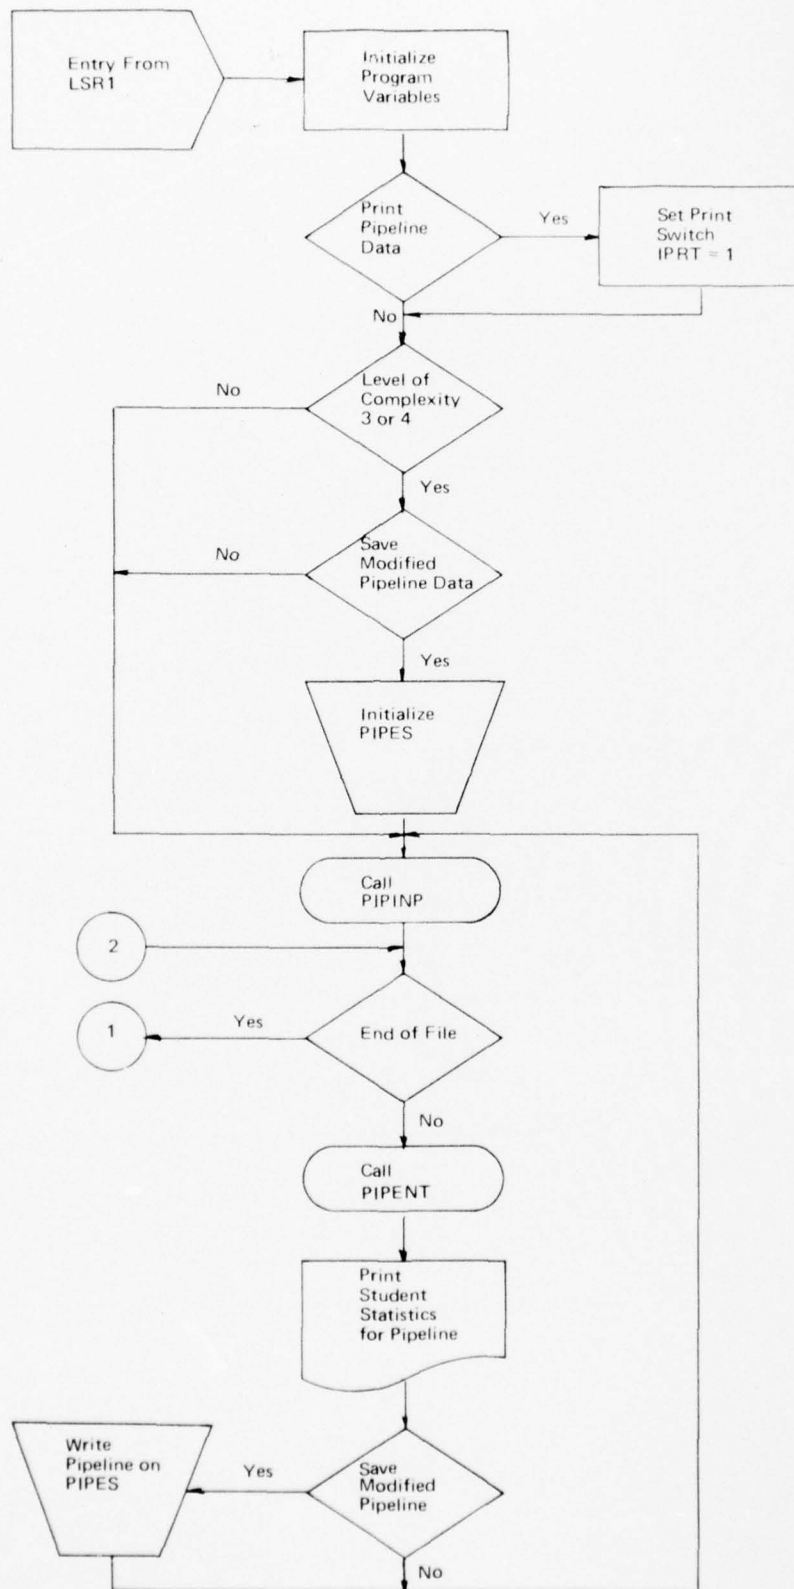 Entry From
LSR1
Initialize
Program
Variables
Print
Pipeline
Data
Yes
Set Print
Switch
IPRT = 1
No
Level of
Complexity
3 or 4
No
Yes
Save
Modified
Pipeline Data
No
Yes
Initialize
PIPES
Call
PIPINP
2
End of File
Yes
1
No
Call
PIPENT
Print
Student
Statistics
for Pipeline
Save
Modified
Pipeline
Yes
Write
Pipeline on
PIPES
No